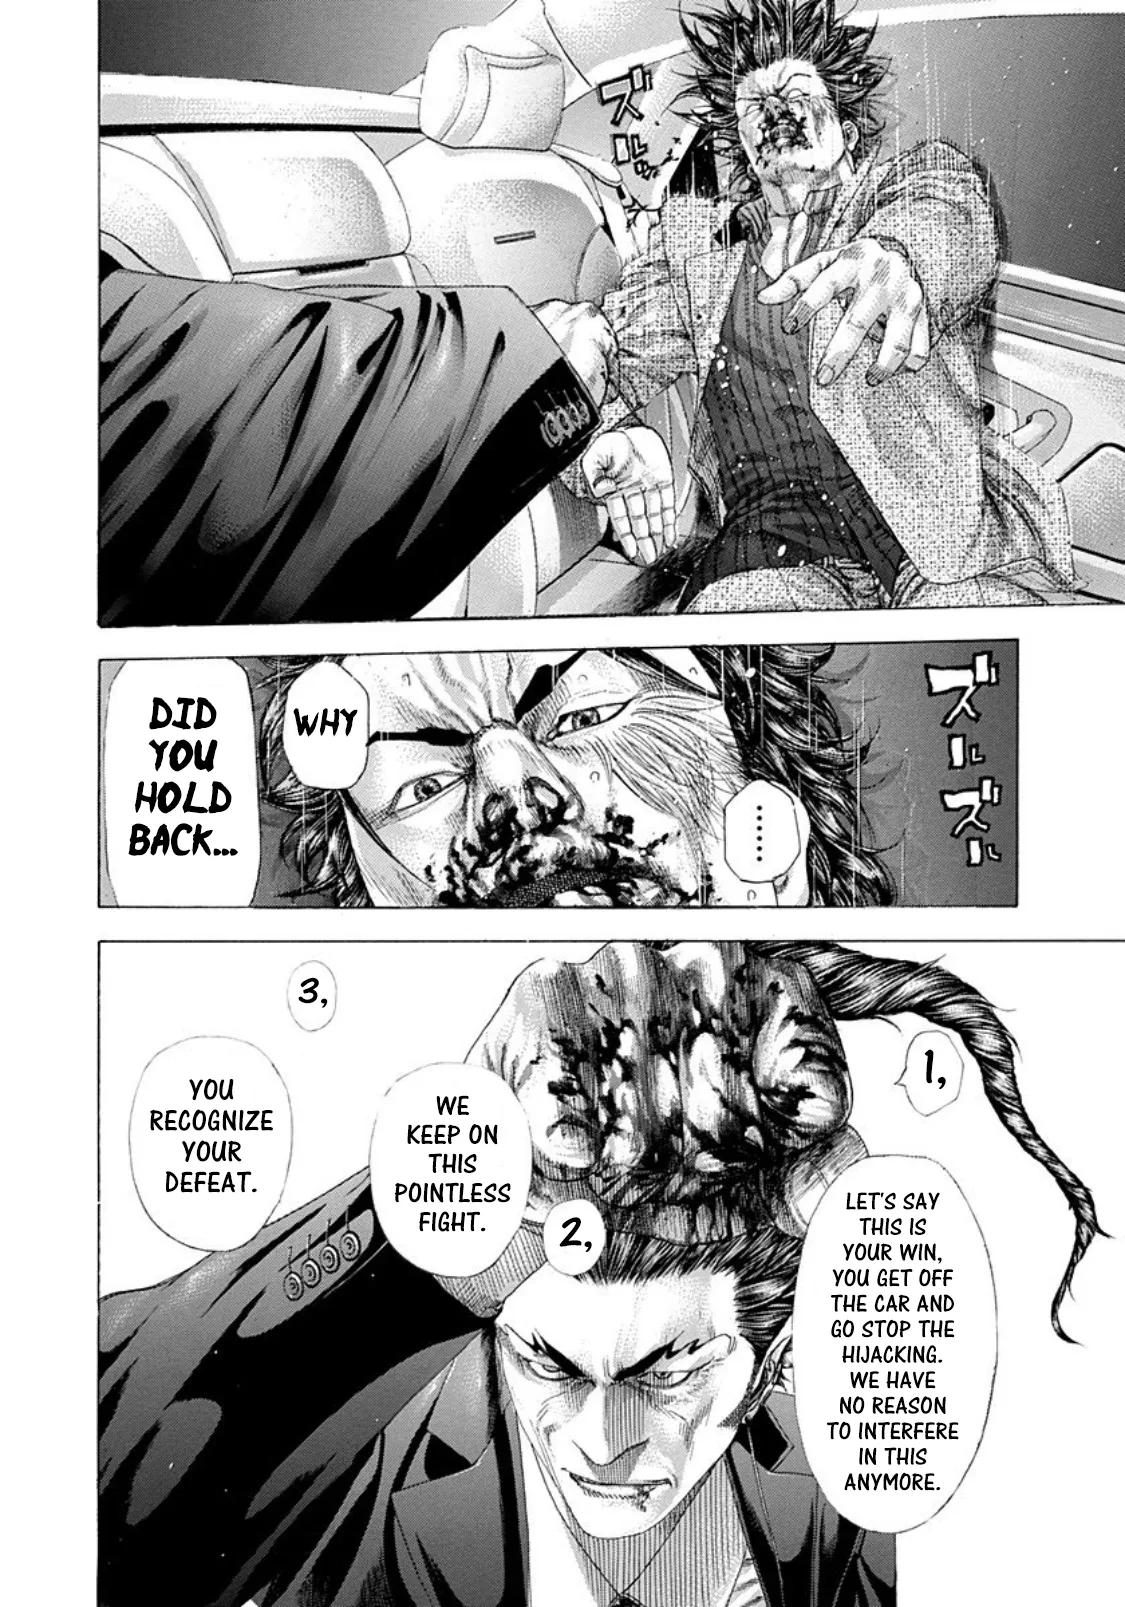 ズル
ズルッ
ズル
ズル
......
WHY
DID
YOU
HOLD
BACK...
1,
LET'S SAY
THIS IS
YOUR WIN,
YOU GET OFF
THE CAR AND
GO STOP THE
HIJACKING.
WE HAVE
NO REASON
TO INTERFERE
IN THIS
ANYMORE.
2,
WE
KEEP ON
THIS
POINTLESS
FIGHT.
3,
YOU
RECOGNIZE
YOUR
DEFEAT.